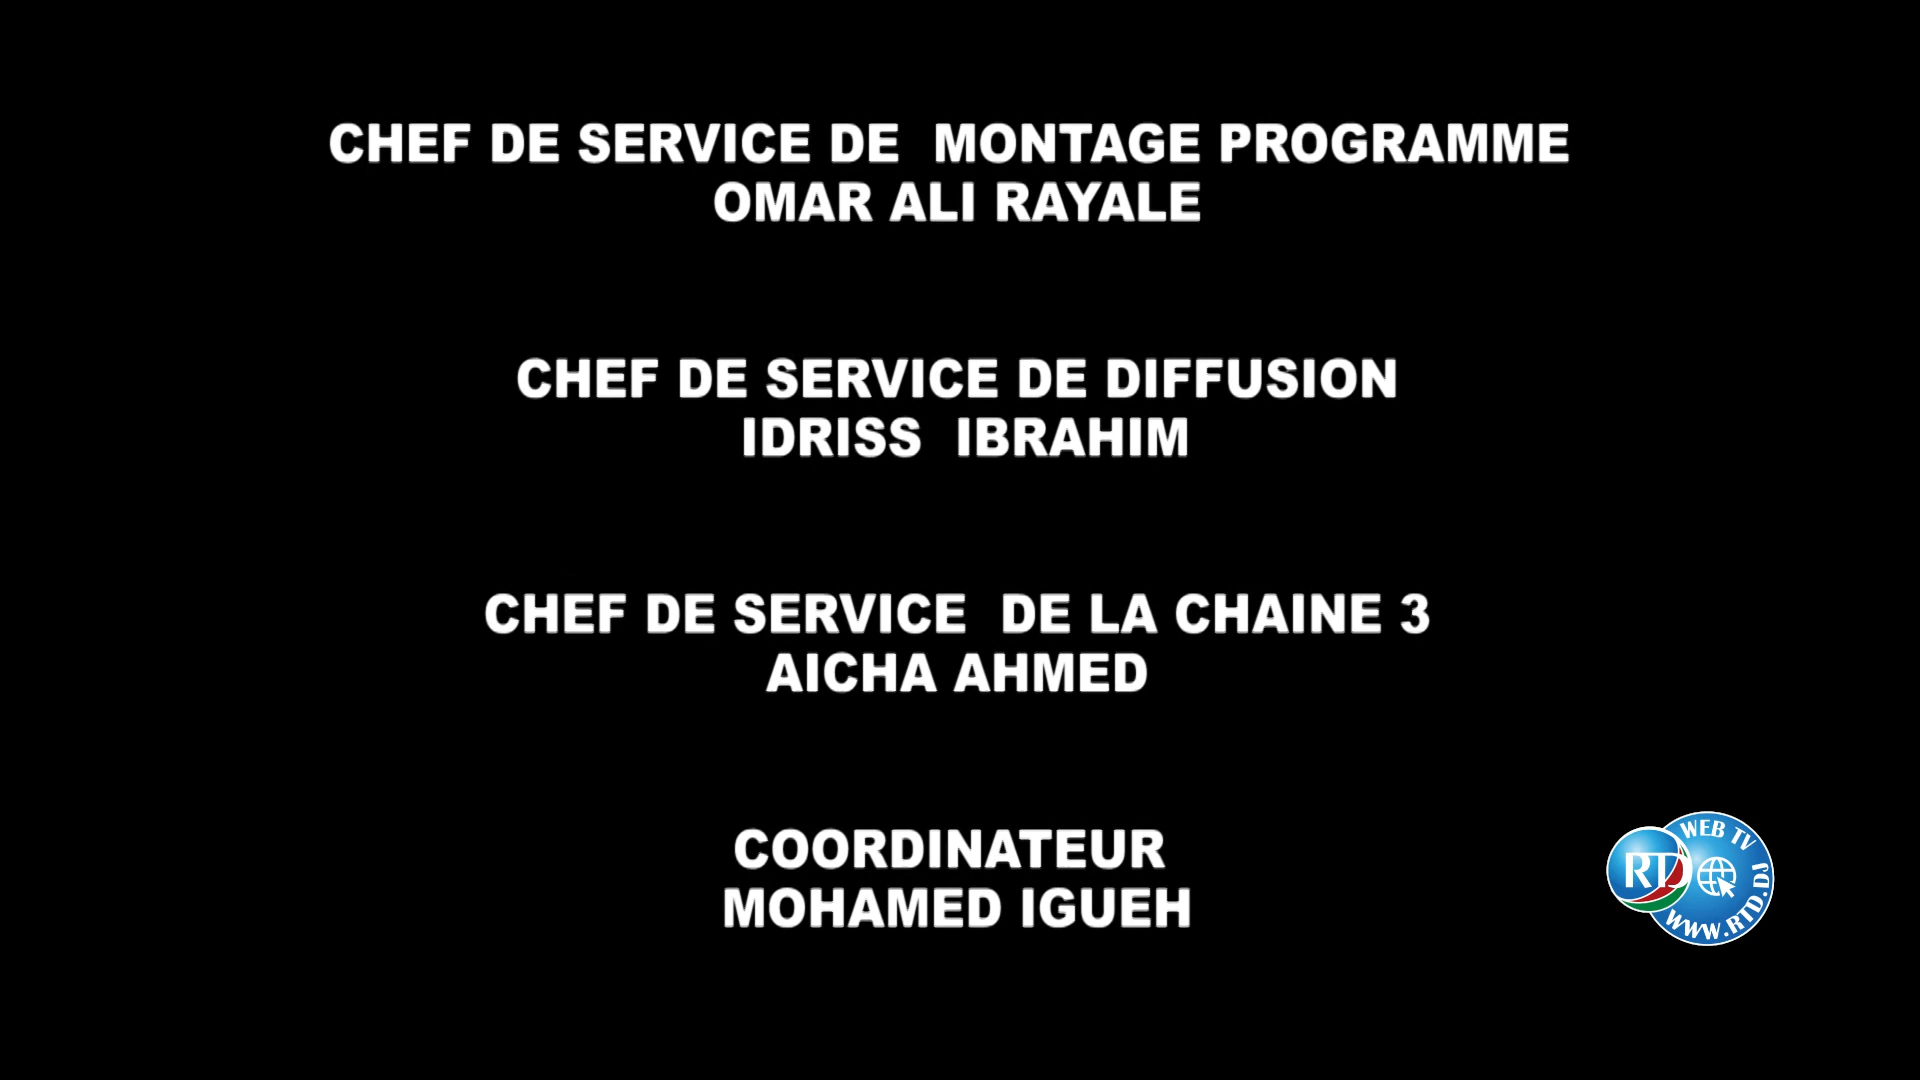 CHEF DE SERVICE DE  MONTAGE PROGRAMME
OMAR ALI RAYALE
CHEF DE SERVICE DE DIFFUSION
IDRISS  IBRAHIM
CHEF DE SERVICE  DE LA CHAINE 3
AICHA AHMED
COORDINATEUR
MOHAMED IGUEH
WEB TV
RTD
WWW.RTD.DJ